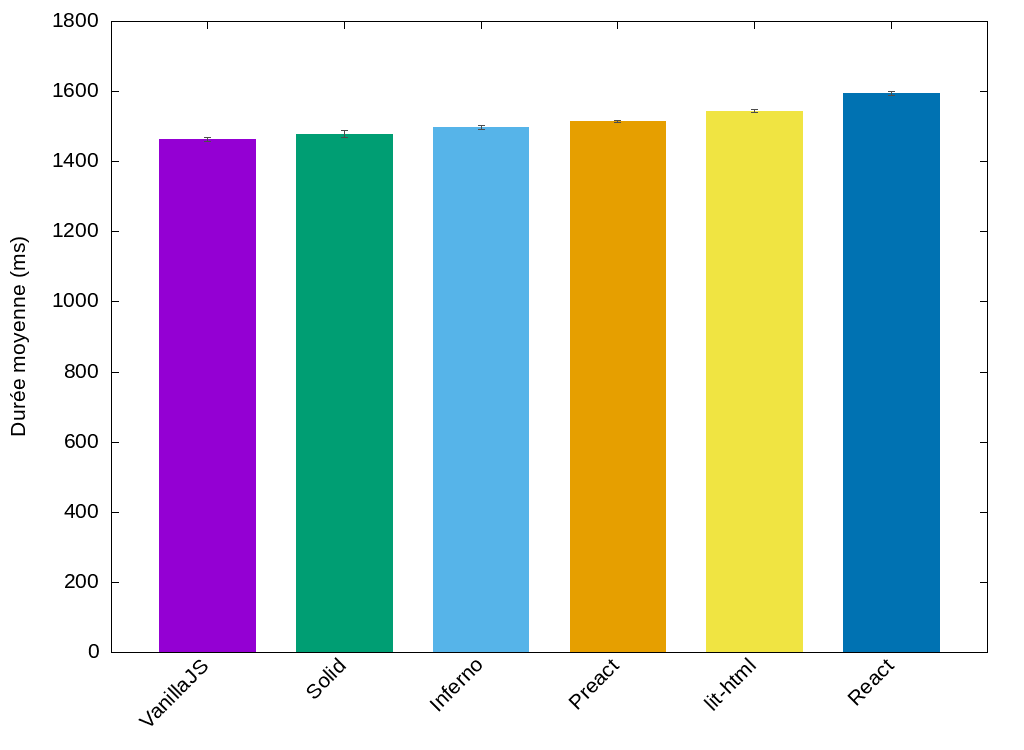 1800
1600
1400
1200
1000
800
600
400
200
0
Durée moyenne (ms)
VanillaJS
Solid
Inferno
Preact
lit-html
React